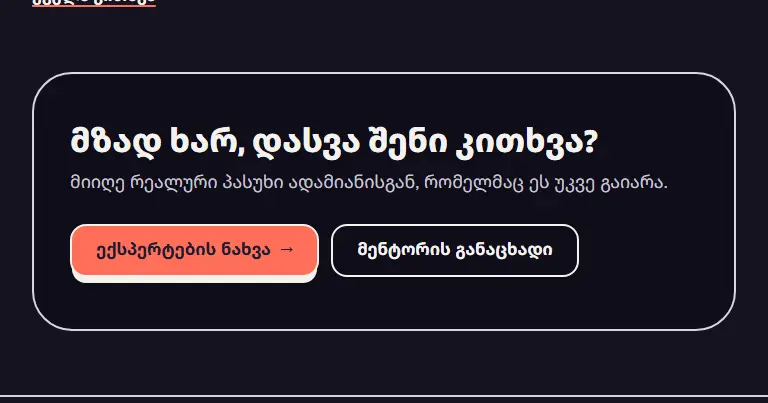 მზად ხარ, დასვა შენი კითხვა?
მიიღე რეალური პასუხი ადამიანისგან, რომელმაც ეს უკვე გაიარა.
ექსპერტების ნახვა →
მენტორის განაცხადი